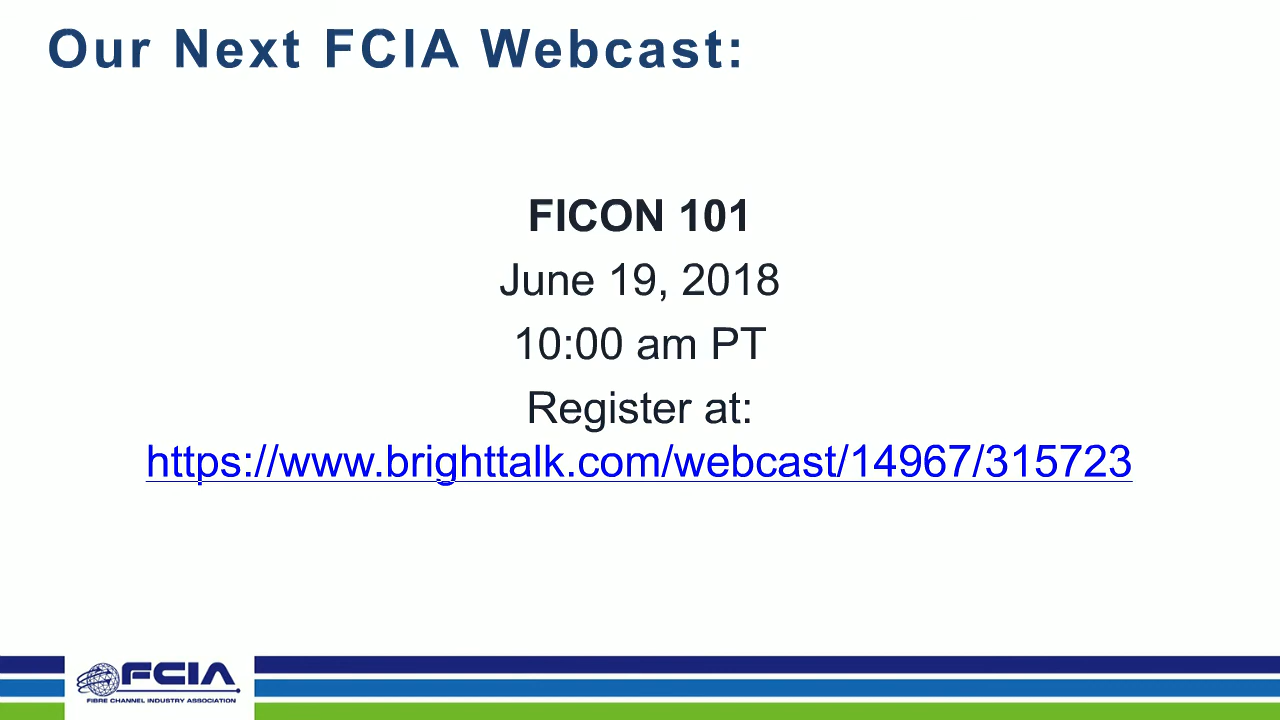 Our Next FCIA Webcast:
FICON 101
June 19, 2018
10:00 am PT
Register at:
https://www.brighttalk.com/webcast/14967/315723
FCIA
FIBRE CHANNEL INDUSTRY ASSOCIATION